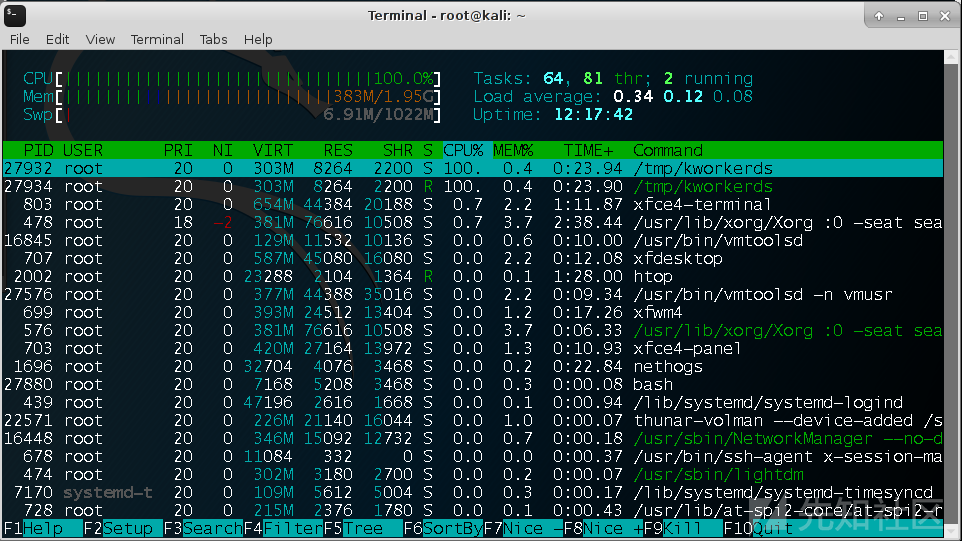 Terminal - root@kali: ~
File Edit View Terminal Tabs Help
CPU[||||||||||||||||||||||||||||||||100.0%] Tasks: 64, 81 thr; 2 running
Mem[|||||||||||||||||||||||||||383M/1.95G] Load average: 0.34 0.12 0.08
Swp[| 6.91M/1022M] Uptime: 12:17:42
PID USER PRI NI VIRT RES SHR S CPU% MEM% TIME+ Command
27932 root 20 0 303M 8264 2200 S 100. 0.4 0:23.94 /tmp/kworkerds
27934 root 20 0 303M 8264 2200 R 100. 0.4 0:23.90 /tmp/kworkerds
803 root 20 0 654M 44384 20188 S 0.7 2.2 1:11.87 xfce4-terminal
478 root 18 -2 381M 76616 10508 S 0.7 3.7 2:38.44 /usr/lib/xorg/Xorg :0 -seat sea
16845 root 20 0 129M 11532 10136 S 0.0 0.6 0:10.00 /usr/bin/vmtoolsd
707 root 20 0 587M 45080 16080 S 0.0 2.2 0:12.08 xfdesktop
2002 root 20 0 23288 2104 1364 R 0.0 0.1 1:28.00 htop
27576 root 20 0 377M 44388 35016 S 0.0 2.2 0:09.34 /usr/bin/vmtoolsd -n vmusr
699 root 20 0 393M 24512 13404 S 0.0 1.2 0:17.26 xfwm4
576 root 20 0 381M 76616 10508 S 0.0 3.7 0:06.33 /usr/lib/xorg/Xorg :0 -seat sea
703 root 20 0 420M 27164 13972 S 0.0 1.3 0:10.93 xfce4-panel
1696 root 20 0 32704 4076 3468 S 0.0 0.2 0:22.84 nethogs
27880 root 20 0 7168 5208 3468 S 0.0 0.3 0:00.08 bash
439 root 20 0 47196 2616 1668 S 0.0 0.1 0:00.94 /lib/systemd/systemd-logind
22571 root 20 0 226M 21140 16044 S 0.0 1.0 0:00.07 thunar-volman --device-added /s
16448 root 20 0 346M 15092 12732 S 0.0 0.7 0:00.18 /usr/sbin/NetworkManager --no-d
678 root 20 0 11084 332 0 S 0.0 0.0 0:00.37 /usr/bin/ssh-agent x-session-ma
474 root 20 0 302M 3180 2700 S 0.0 0.2 0:00.07 /usr/sbin/lightdm
7170 systemd-t 20 0 109M 5612 5004 S 0.0 0.3 0:00.17 /lib/systemd/systemd-timesyncd
728 root 20 0 215M 2376 1780 S 0.0 0.1 0:00.43 /usr/lib/at-spi2-core/at-spi2-r
F1Help F2Setup F3SearchF4FilterF5Tree F6SortByF7Nice -F8Nice +F9Kill F10Quit
先知社区